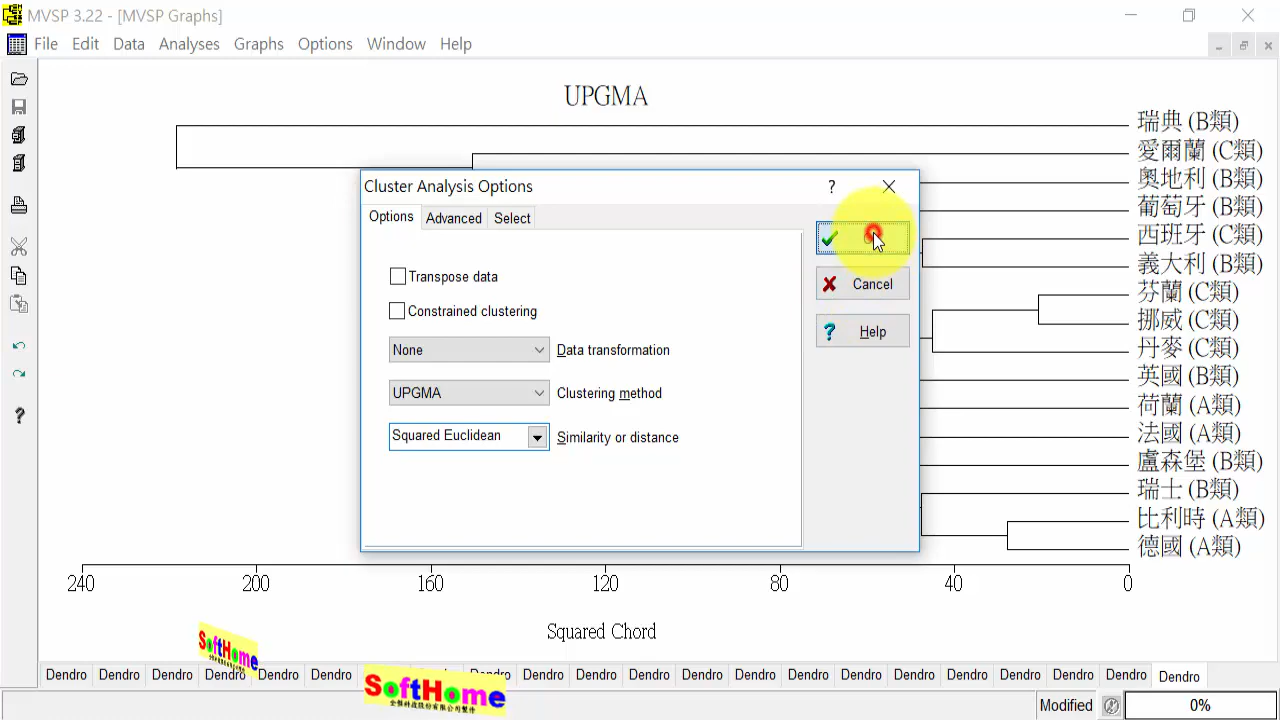 MVSP 3.22 - [MVSP Graphs]
File Edit Data Analyses Graphs Options Window Help
UPGMA
瑞典 (B類)
愛爾蘭 (C類)
奧地利 (B類)
葡萄牙 (B類)
西班牙 (C類)
義大利 (B類)
芬蘭 (C類)
挪威 (C類)
丹麥 (C類)
英國 (B類)
荷蘭 (A類)
法國 (A類)
盧森堡 (B類)
瑞士 (B類)
比利時 (A類)
德國 (A類)
Cluster Analysis Options
?
Options Advanced Select
Transpose data
Constrained clustering
None Data transformation
UPGMA Clustering method
Squared Euclidean Similarity or distance
Cancel
? Help
240 200 160 120 80 40 0
Squared Chord
SoftHome
Dendro Dendro Dendro Dendro Dendro Dendro Dendro Dendro Dendro Dendro Dendro Dendro Dendro Dendro Dendro Dendro Dendro Dendro Dendro Dendro
SoftHome
Modified 0%